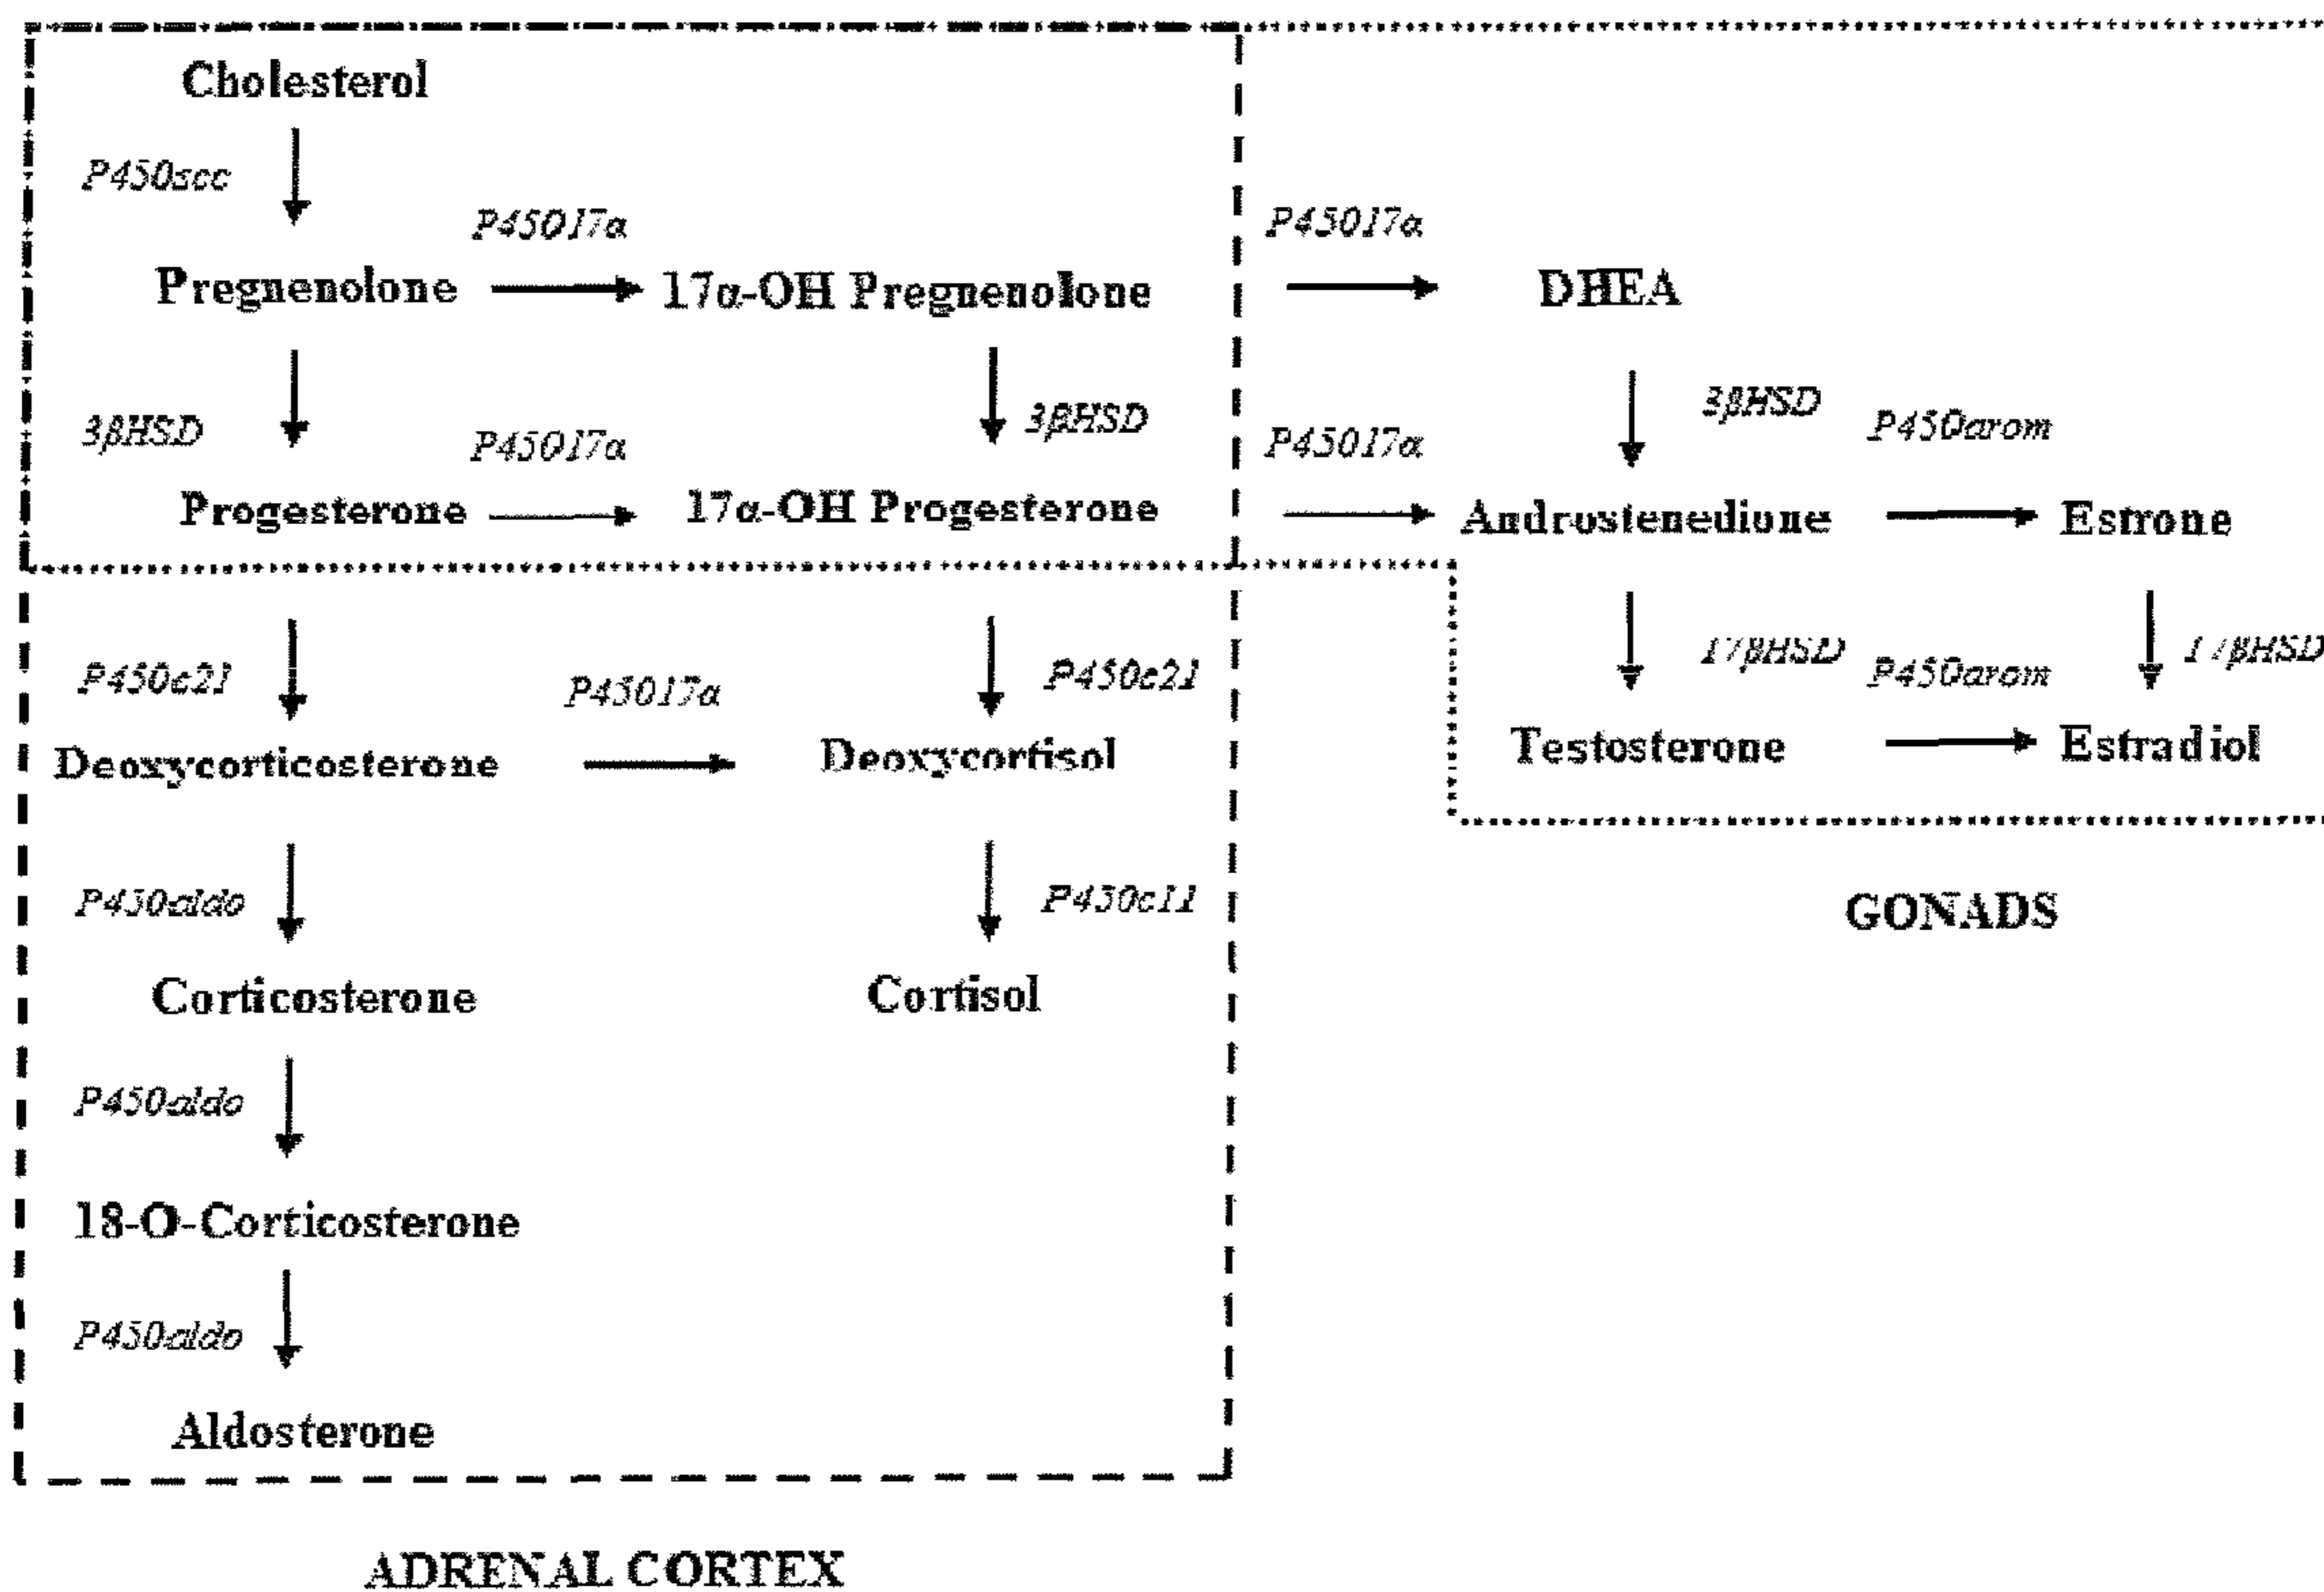 Cholesterol
P450scc
P45017α
P45017α
Pregnenolone
17α-OH Pregnenolone
DHEA
3βHSD
P45017α
3βHSD
P45017α
3βHSD
P450arom
Progesterone
17α-OH Progesterone
Androstenedione
Estrone
P450c21
P45017α
P450c21
17βHSD
P450arom
17βHSD
Deoxycorticosterone
Deoxycortisol
Testosterone
Estradiol
P450aldo
P450c11
GONADS
Corticosterone
Cortisol
P450aldo
18-O-Corticosterone
P450aldo
Aldosterone
ADRENAL CORTEX